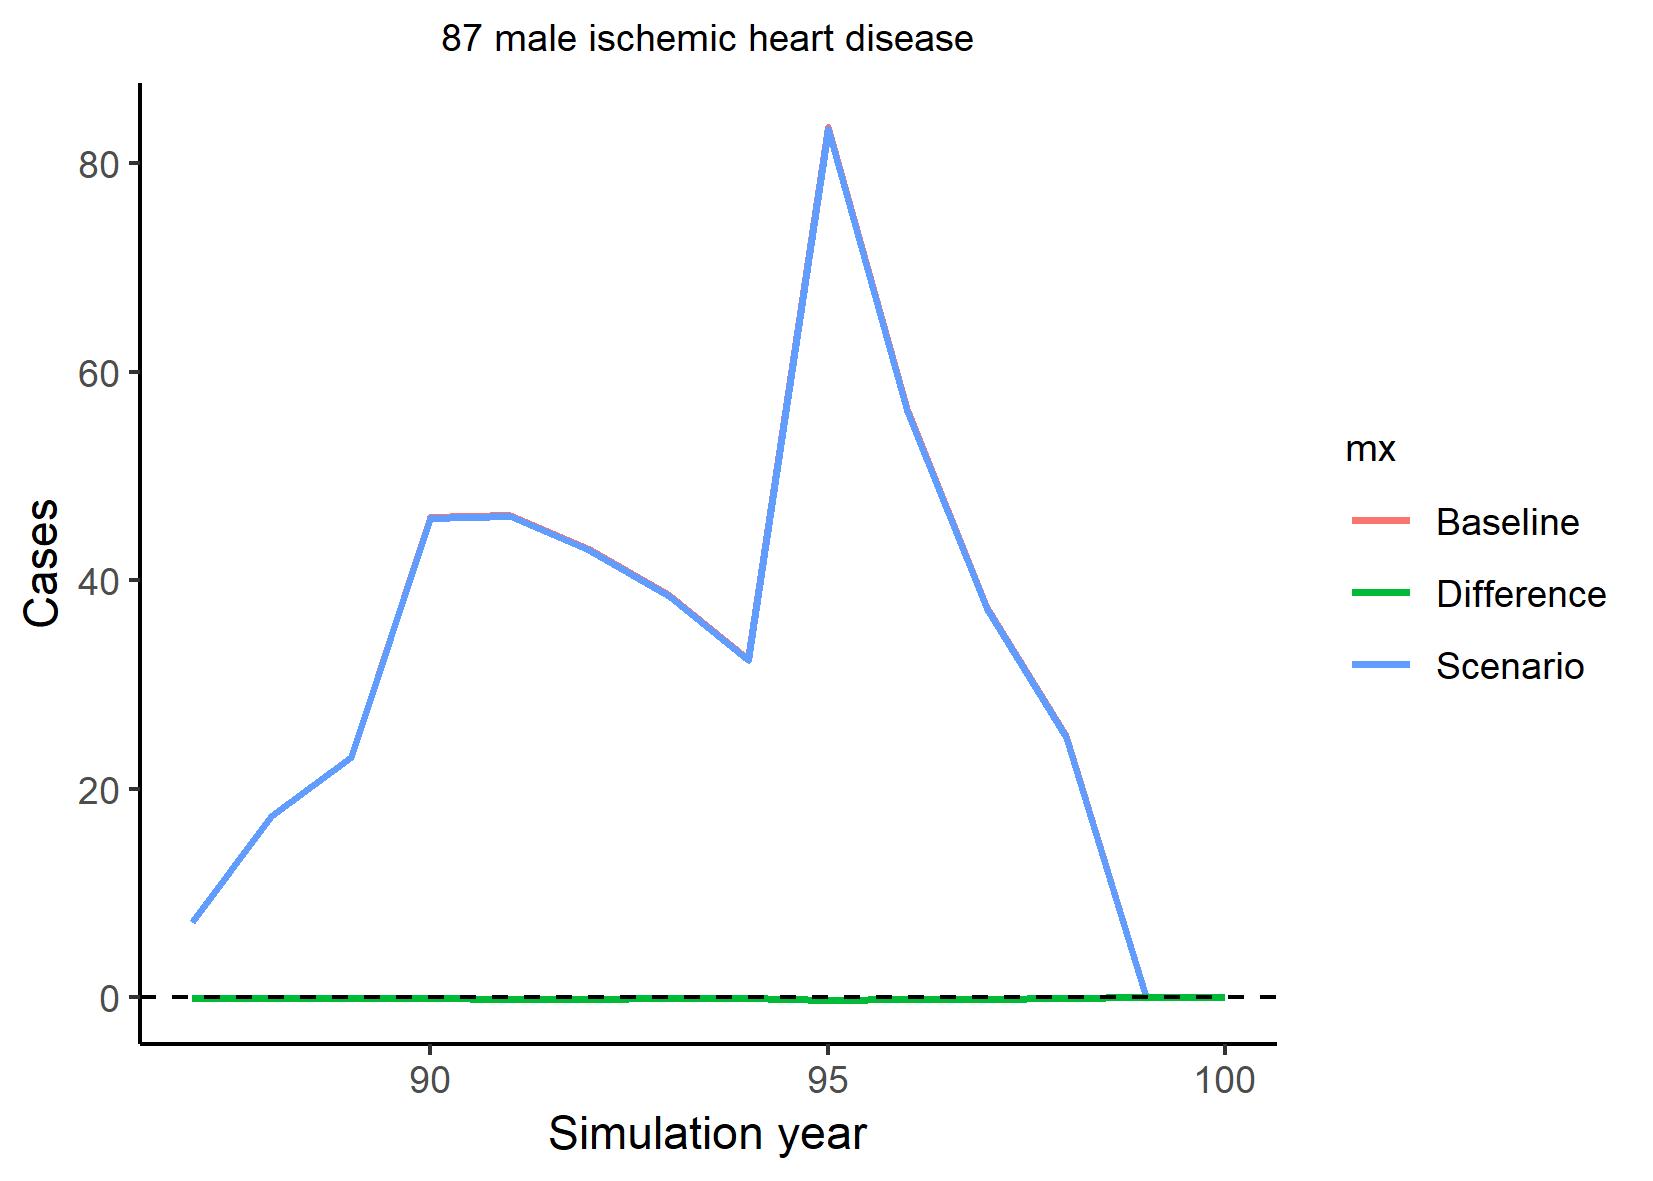 87 male ischemic heart disease
Cases
80
60
40
20
0
90 95 100
Simulation year
mx
Baseline
Difference
Scenario